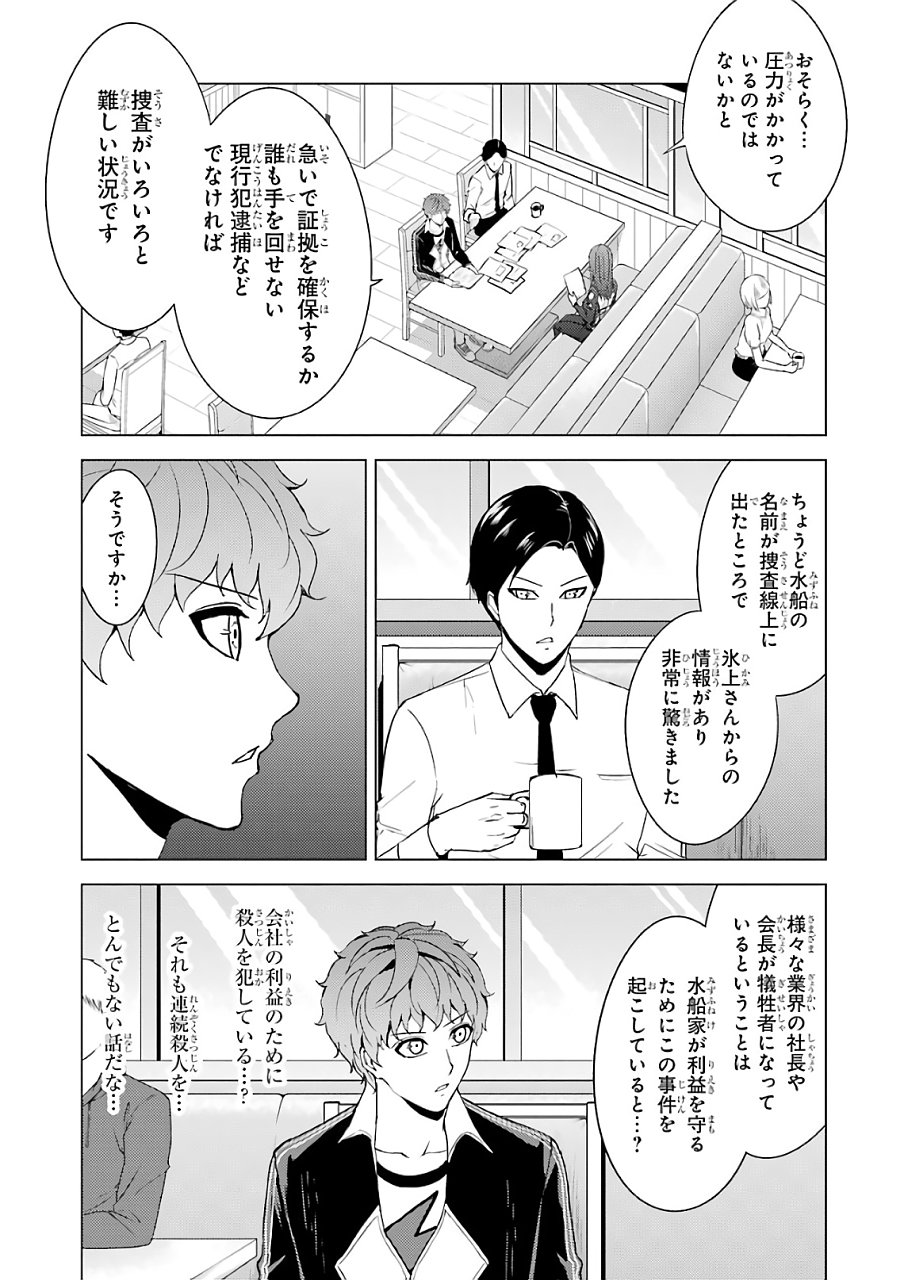 おそらく…
圧力がかかって
いるのでは
ないかと
急いで証拠を確保するか
誰も手を回せない
現行犯逮捕など
でなければ
捜査がいろいろと
難しい状況です
ちょうど水船の
名前が捜査線上に
出たところで
氷上さんからの
情報があり
非常に驚きました
そうですか…
様々な業界の社長や
会長が犠牲者になって
いるということは
水船家が利益を守る
ためにこの事件を
起こしていると…?
会社の利益のために
殺人を犯している…?
それも連続殺人を…
とんでもない話だな…